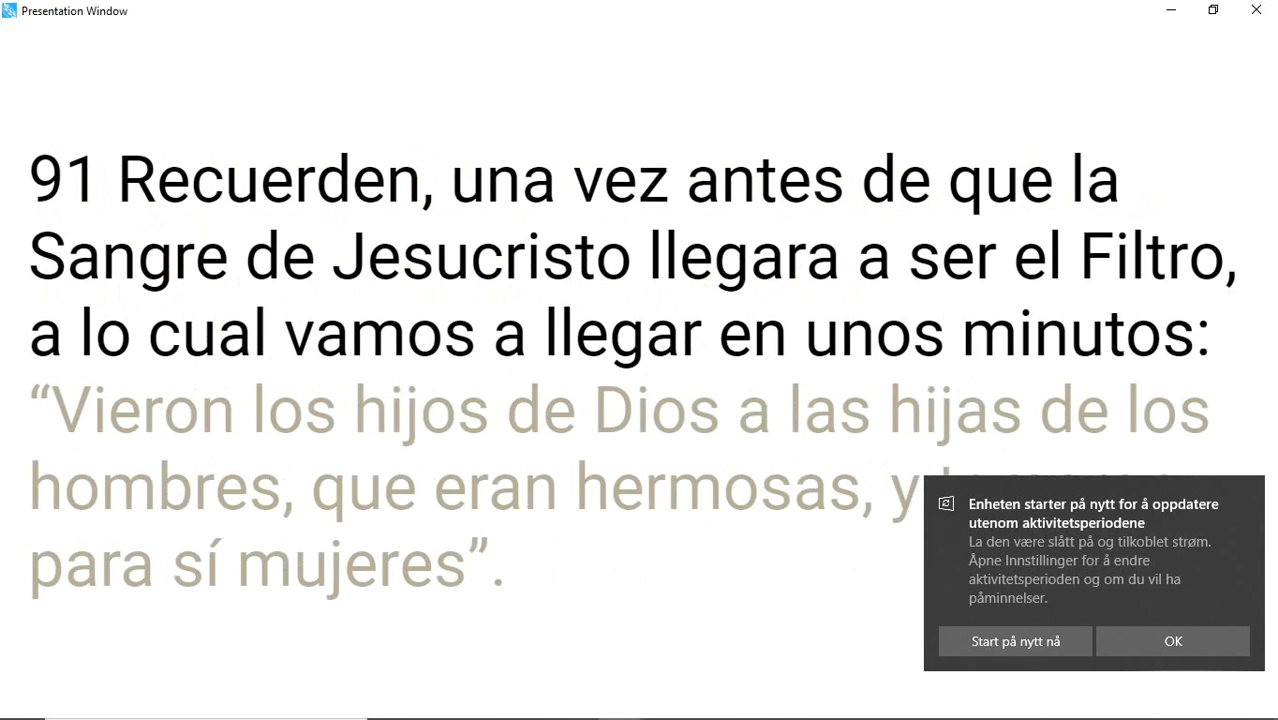 Presentation Window
91 Recuerden, una vez antes de que la
Sangre de Jesucristo llegara a ser el Filtro,
a lo cual vamos a llegar en unos minutos:
“Vieron los hijos de Dios a las hijas de los
hombres, que eran hermosas, y
para sí mujeres”.
Enheten starter på nytt for å oppdatere
utenom aktivitetsperiodene
La den være slått på og tilkoblet strøm.
Åpne Innstillinger for å endre
aktivitetsperioden og om du vil ha
påminnelser.
Start på nytt nå
OK